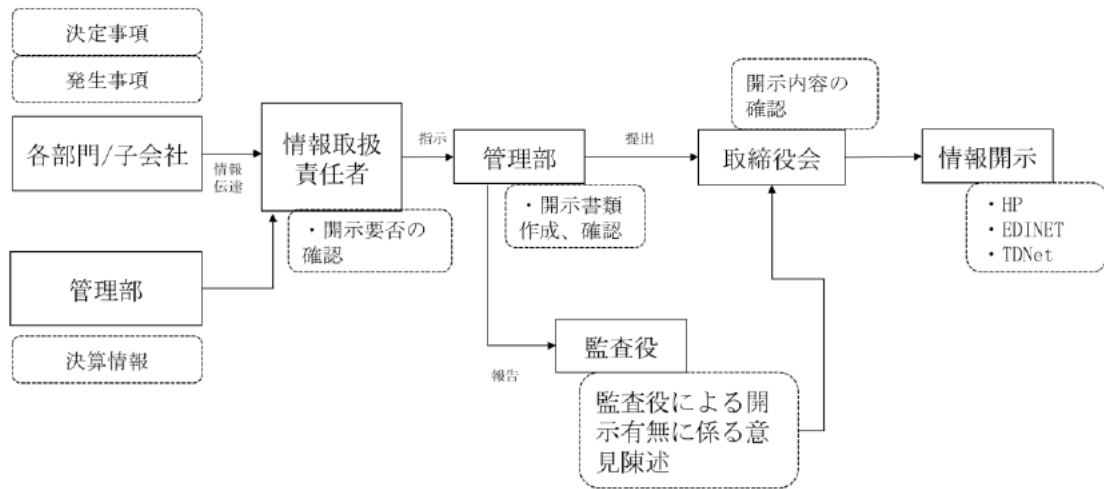 決定事項
発生事項
各部門/子会社
情報
伝達
情報取扱
責任者
・開示要否の
確認
指示
管理部
・開示書類
作成、確認
提出
開示内容の
確認
取締役会
情報開示
・HP
・EDINET
・TDNet
管理部
決算情報
報告
監査役
監査役による開
示有無に係る意
見陳述